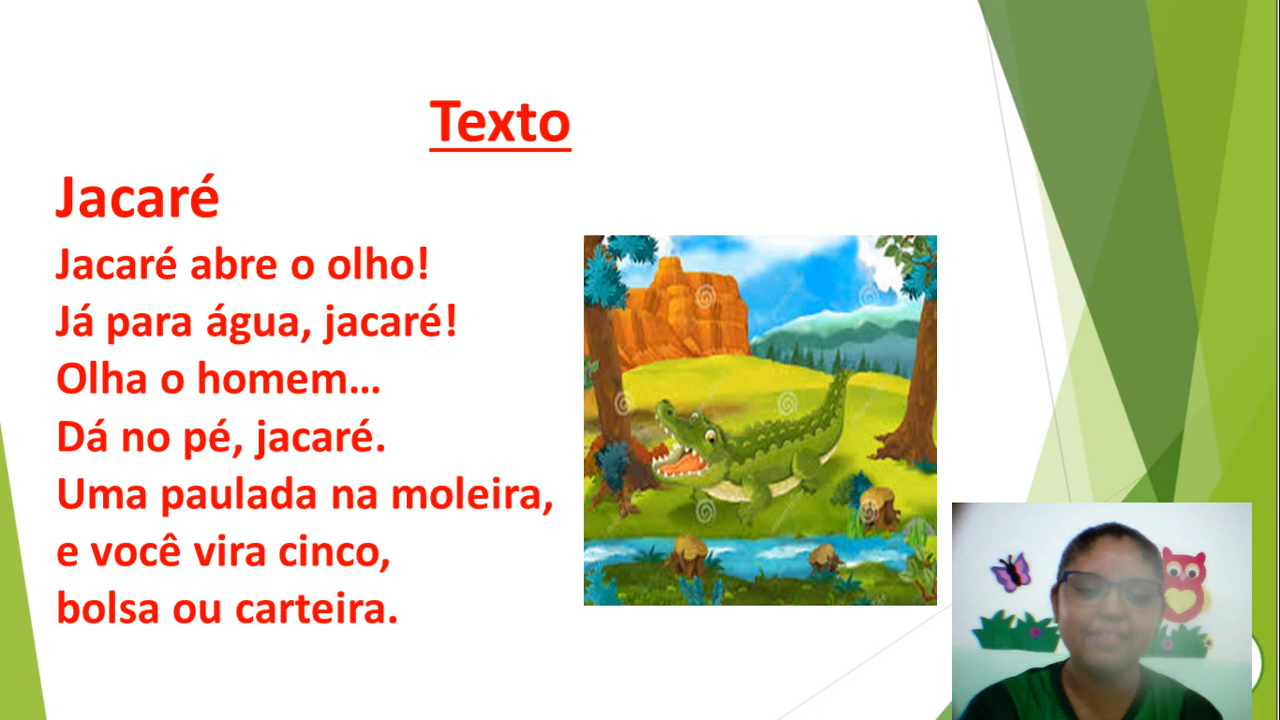 Texto
Jacaré
Jacaré abre o olho!
Já para água, jacaré!
Olha o homem...
Dá no pé, jacaré.
Uma paulada na moleira,
e você vira cinco,
bolsa ou carteira.